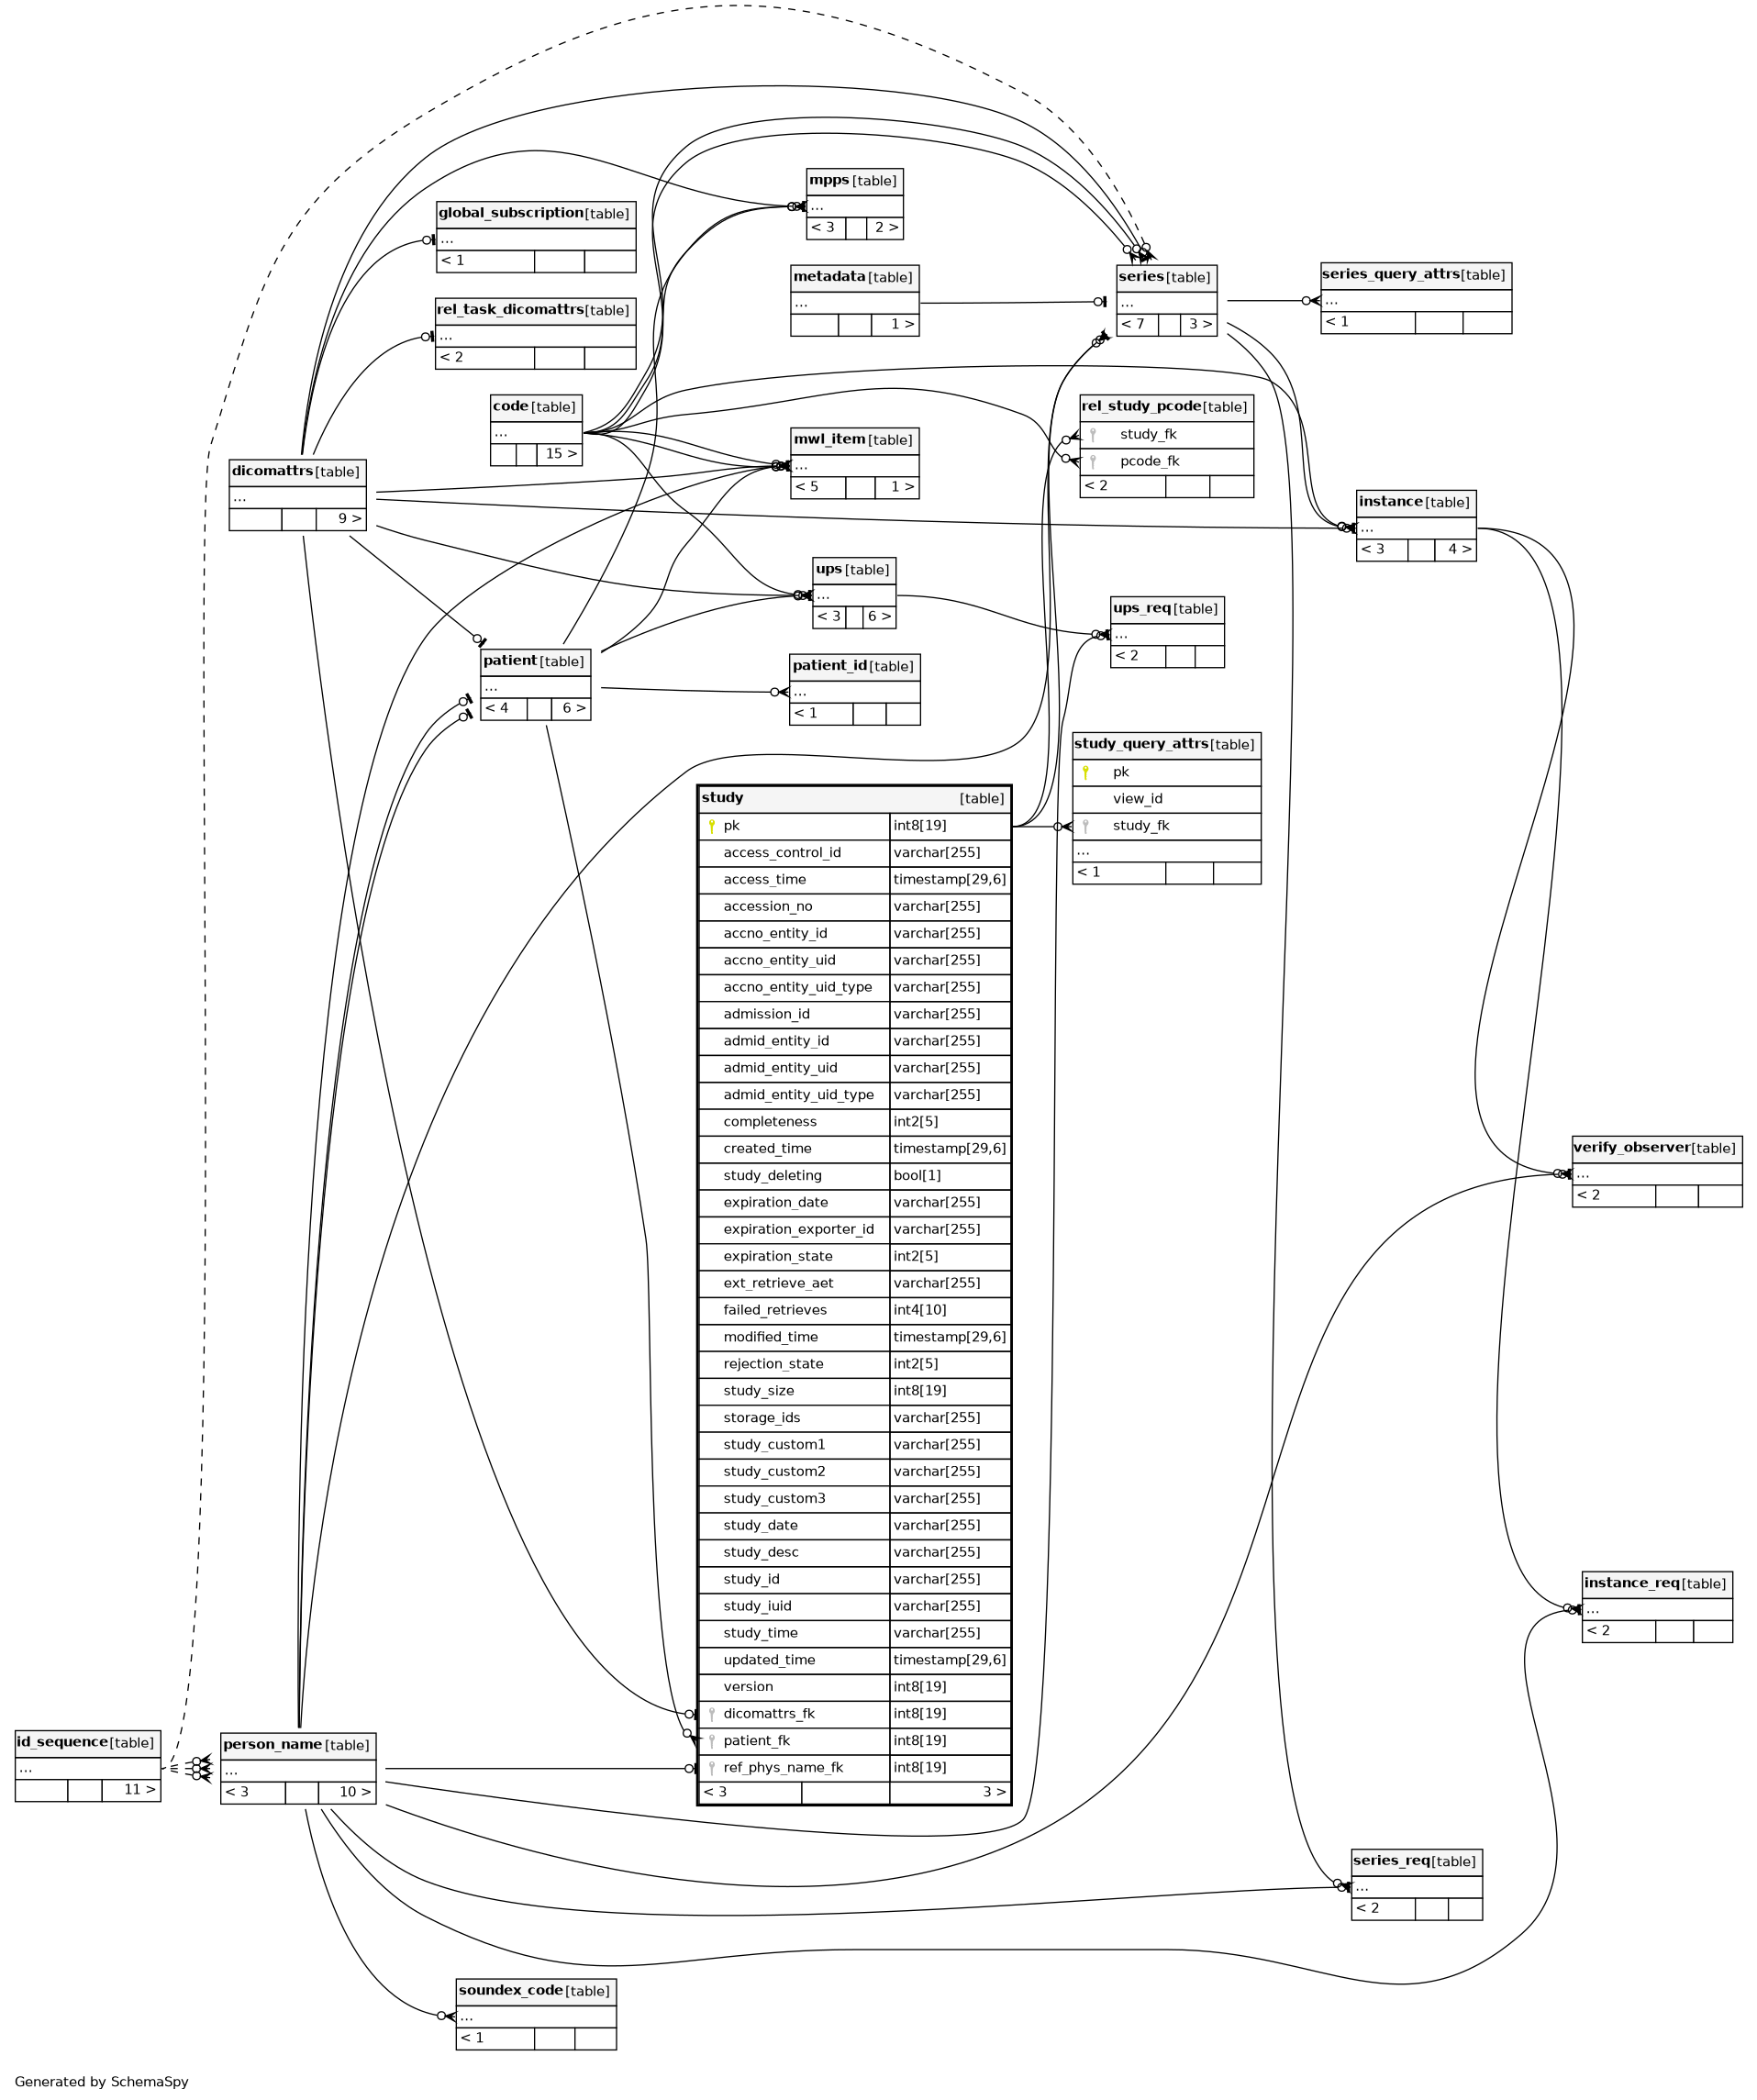 mpps [table]
...
< 3 2 >
global_subscription [table]
...
< 1
metadata [table]
...
1 >
series [table]
...
< 7 3 >
series_query_attrs [table]
...
< 1
rel_task_dicomattrs [table]
...
< 2
code [table]
...
15 >
rel_study_pcode [table]
study_fk
pcode_fk
< 2
mwl_item [table]
...
< 5 1 >
dicomattrs [table]
...
9 >
instance [table]
...
< 3 4 >
ups [table]
...
< 3 6 >
ups_req [table]
...
< 2
patient [table]
...
< 4 6 >
patient_id [table]
...
< 1
study_query_attrs [table]
pk
view_id
study_fk
...
< 1
study [table]
pk int8[19]
access_control_id varchar[255]
access_time timestamp[29,6]
accession_no varchar[255]
accno_entity_id varchar[255]
accno_entity_uid varchar[255]
accno_entity_uid_type varchar[255]
admission_id varchar[255]
admid_entity_id varchar[255]
admid_entity_uid varchar[255]
admid_entity_uid_type varchar[255]
completeness int2[5]
created_time timestamp[29,6]
study_deleting bool[1]
expiration_date varchar[255]
expiration_exporter_id varchar[255]
expiration_state int2[5]
ext_retrieve_aet varchar[255]
failed_retrieves int4[10]
modified_time timestamp[29,6]
rejection_state int2[5]
study_size int8[19]
storage_ids varchar[255]
study_custom1 varchar[255]
study_custom2 varchar[255]
study_custom3 varchar[255]
study_date varchar[255]
study_desc varchar[255]
study_id varchar[255]
study_iuid varchar[255]
study_time varchar[255]
updated_time timestamp[29,6]
version int8[19]
dicomattrs_fk int8[19]
patient_fk int8[19]
ref_phys_name_fk int8[19]
< 3 3 >
verify_observer [table]
...
< 2
instance_req [table]
...
< 2
id_sequence [table]
...
11 >
person_name [table]
...
< 3 10 >
series_req [table]
...
< 2
soundex_code [table]
...
< 1
Generated by SchemaSpy